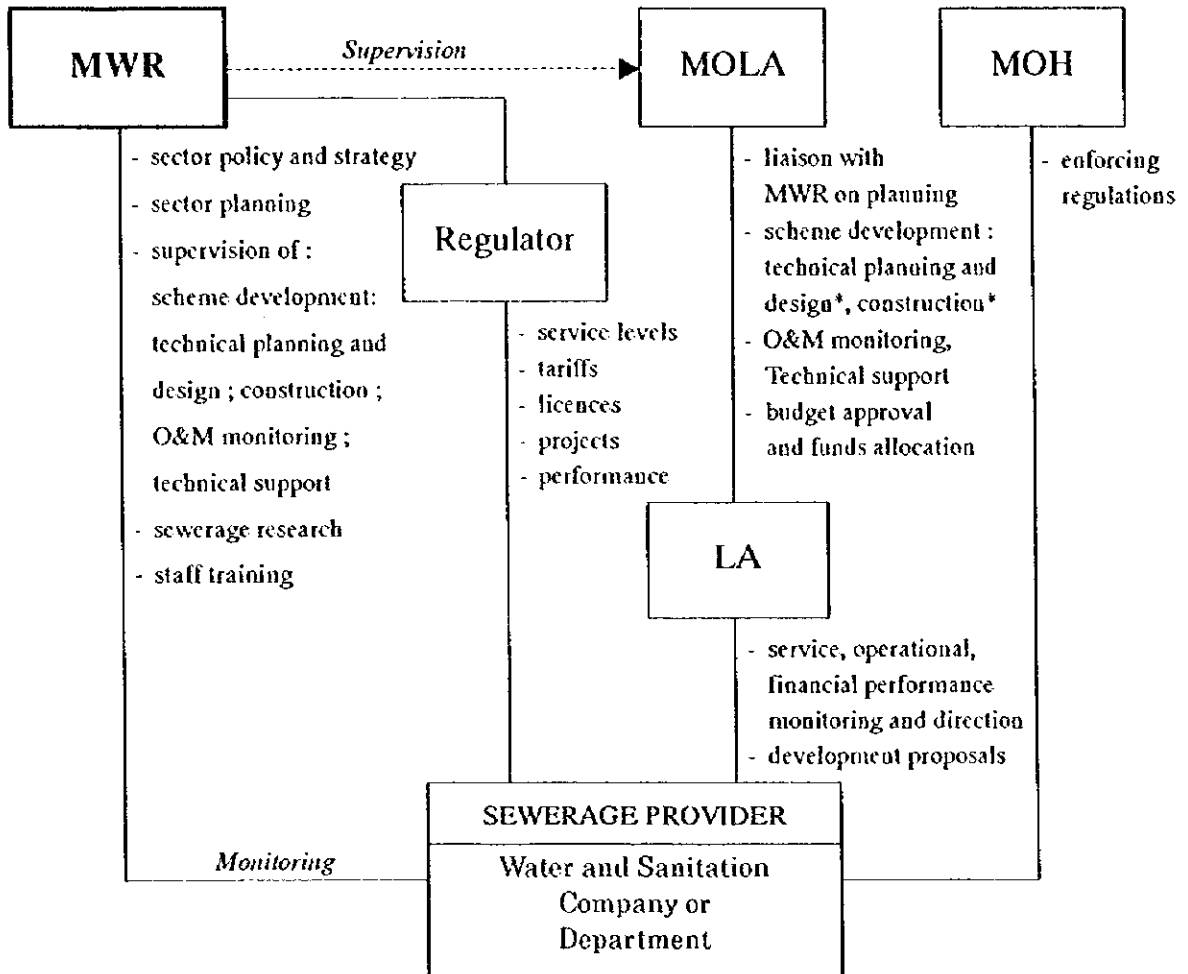 MWR
Supervision
MOLA
MOH
- sector policy and strategy
- sector planning
- supervision of :
scheme development:
technical planning and
design ; construction ;
O&M monitoring ;
technical support
- sewerage research
- staff training
Regulator
- service levels
- tariffs
- licences
- projects
- performance
- liaison with
MWR on planning
- scheme development :
technical planning and
design*, construction*
- O&M monitoring,
Technical support
- budget approval
and funds allocation
- enforcing
regulations
LA
- service, operational,
financial performance
monitoring and direction
- development proposals
Monitoring
SEWERAGE PROVIDER
Water and Sanitation
Company or
Department